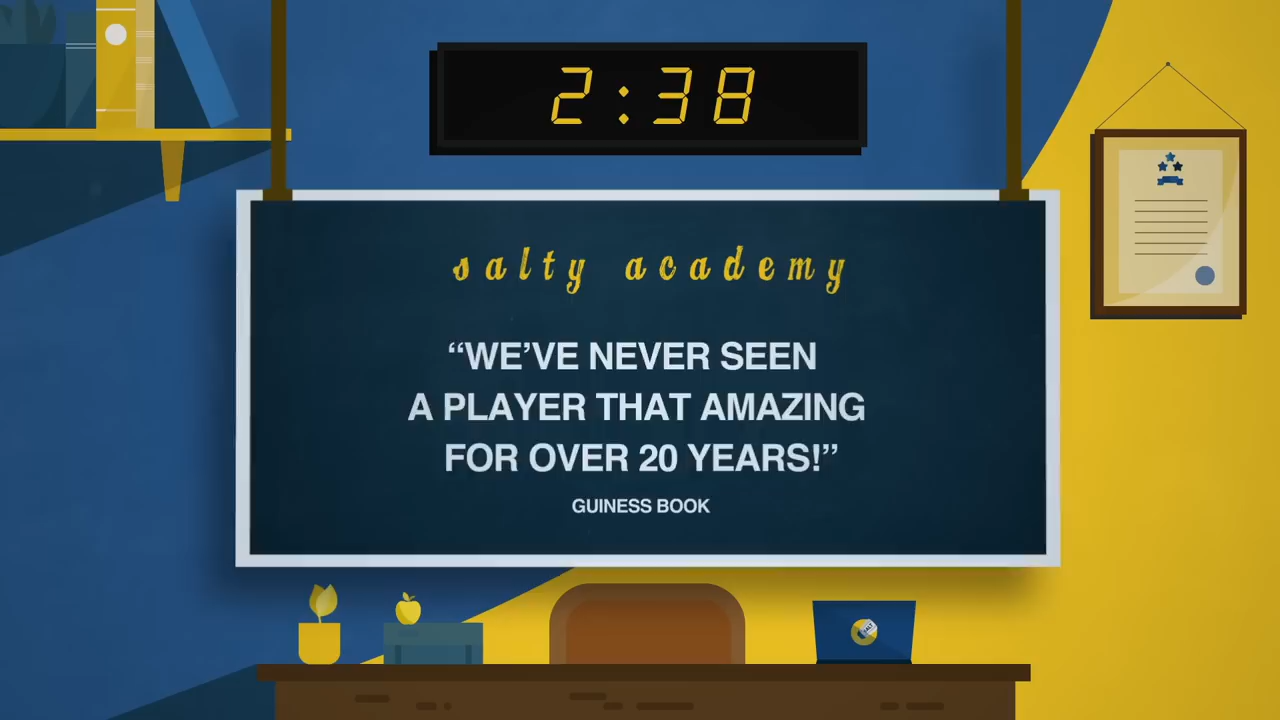 2:38
salty academy
“WE’VE NEVER SEEN
A PLAYER THAT AMAZING
FOR OVER 20 YEARS!”
GUINESS BOOK